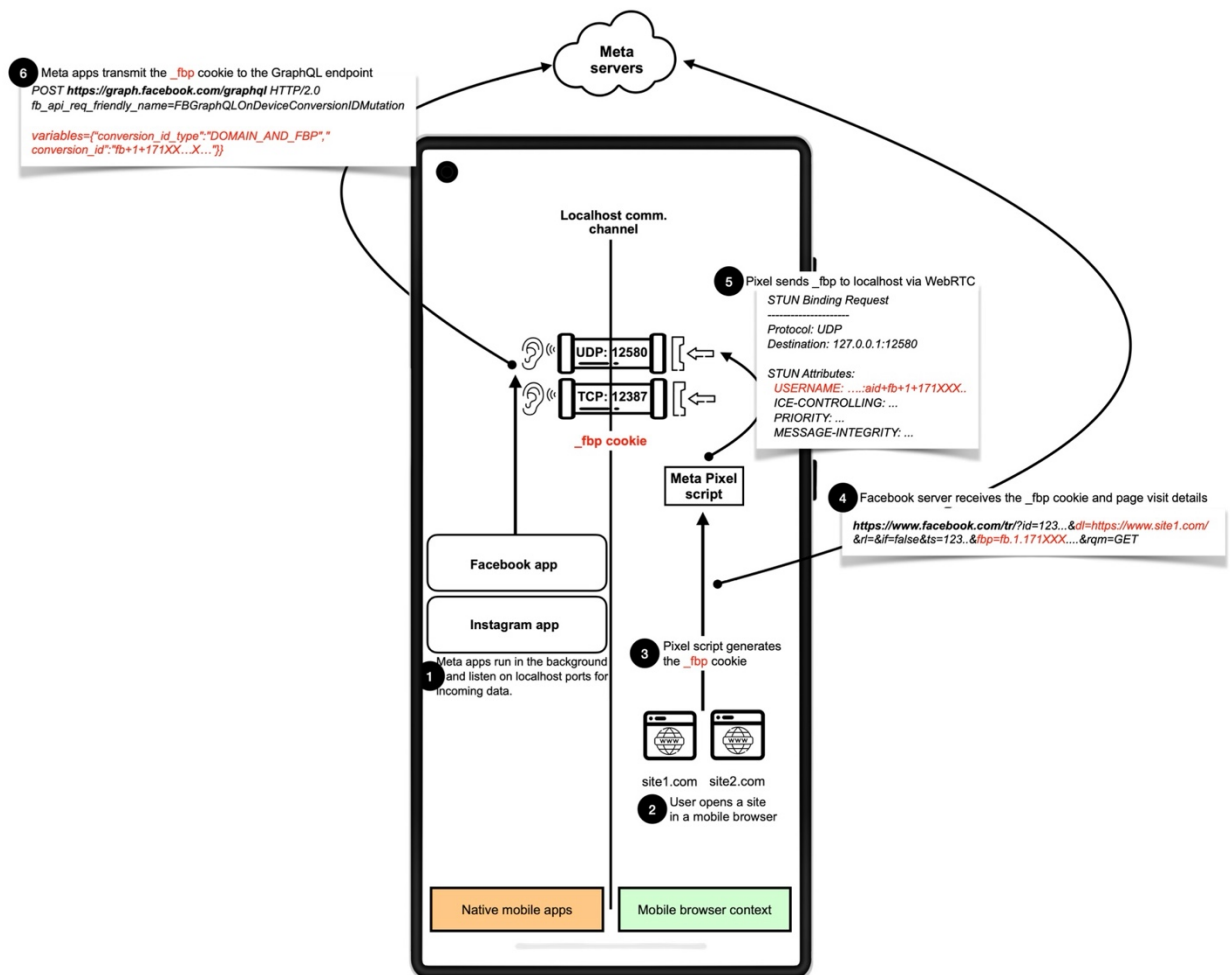 Meta
servers
6
Meta apps transmit the _fbp cookie to the GraphQL endpoint
POST https://graph.facebook.com/graphql HTTP/2.0
fb_api_req_friendly_name=FBGraphQLOnDeviceConversionIDMutation
variables={"conversion_id_type":"DOMAIN_AND_FBP","
conversion_id":"fb+1+171XX...X..."}}
Localhost comm.
channel
5
Pixel sends _fbp to localhost via WebRTC
STUN Binding Request
---------------------
Protocol: UDP
Destination: 127.0.0.1:12580
STUN Attributes:
USERNAME: ....:aid+fb+1+171XXX..
ICE-CONTROLLING: ...
PRIORITY: ...
MESSAGE-INTEGRITY: ...
UDP: 12580
TCP: 12387
_fbp cookie
Meta Pixel
script
4
Facebook server receives the _fbp cookie and page visit details
https://www.facebook.com/tr/?id=123...&dl=https://www.site1.com/
&rl=&if=false&ts=123..&fbp=fb.1.171XXX....&rqm=GET
Facebook app
Instagram app
1
Meta apps run in the background
and listen on localhost ports for
incoming data.
3
Pixel script generates
the _fbp cookie
www
www
site1.com
site2.com
2
User opens a site
in a mobile browser
Native mobile apps
Mobile browser context